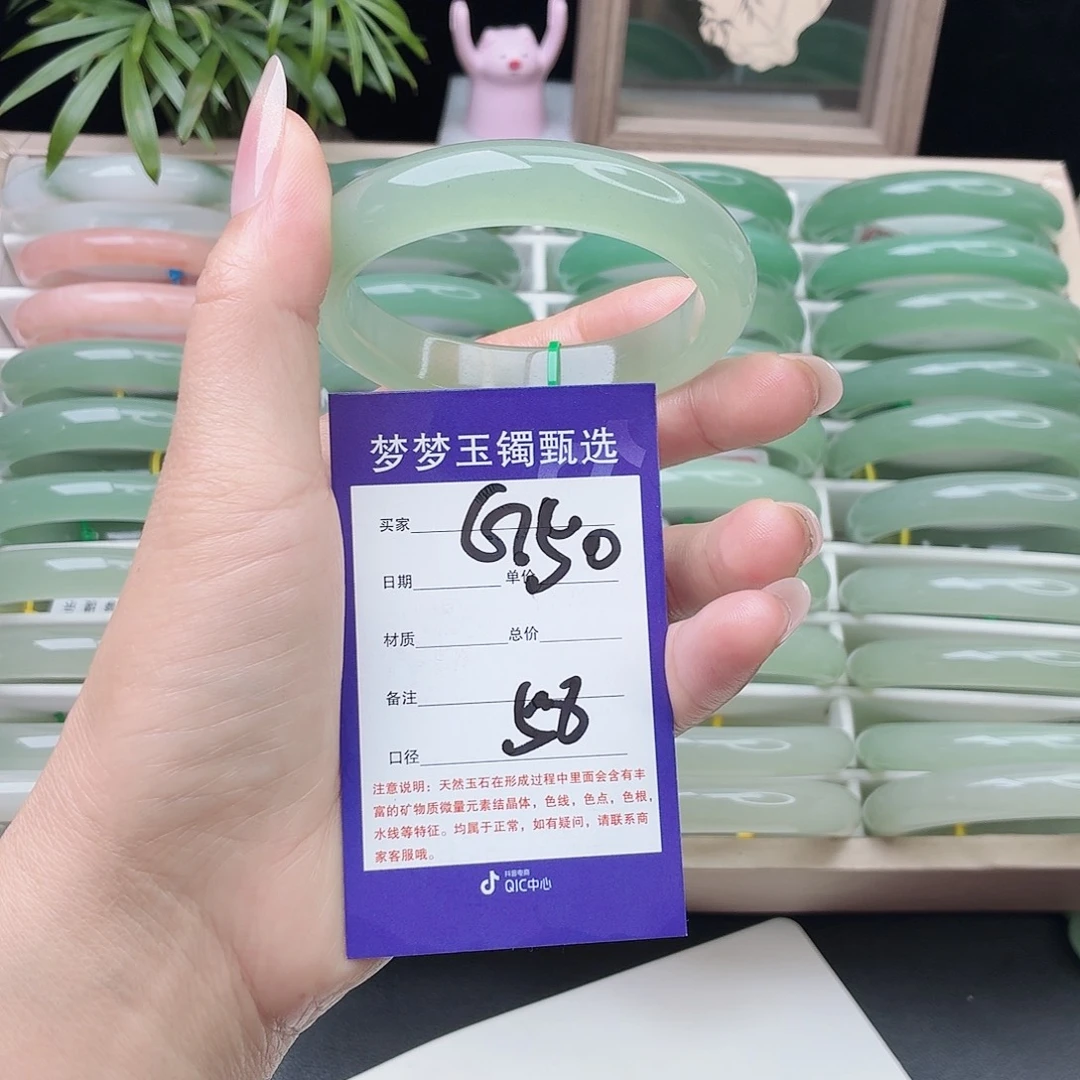 梦梦玉镯甄选
买家
G750
日期 单价
材质 总价
备注
58
口径
注意说明：天然玉石在形成过程中里面会含有丰
富的矿物质微量元素结晶体，色线，色点，色根，
水线等特征。均属于正常，如有疑问，请联系商
家客服哦。
抖音电商
QIC中心